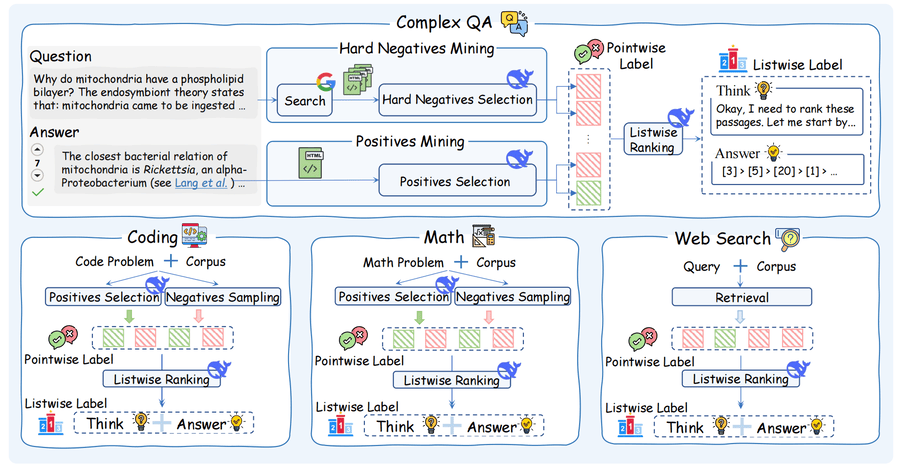 Complex QA
Question
Why do mitochondria have a phospholipid
bilayer? The endosymbiont theory states
that: mitochondria came to be ingested ...
Answer
7
The closest bacterial relation of
mitochondria is Rickettsia, an alpha-
Proteobacterium (see Lang et al. ) ...
Hard Negatives Mining
Search
Hard Negatives Selection
Positives Mining
HTML
Positives Selection
Pointwise
Label
Listwise
Ranking
Listwise Label
Think
Okay, I need to rank these
passages. Let me start by...
Answer
[3] > [5] > [20] > [1] > ...
Coding
Code Problem + Corpus
Positives Selection
Negatives Sampling
Pointwise Label
Listwise Ranking
Listwise Label
Think + Answer
Math
Math Problem + Corpus
Positives Selection
Negatives Sampling
Pointwise Label
Listwise Ranking
Listwise Label
Think + Answer
Web Search
Query + Corpus
Retrieval
Pointwise Label
Listwise Ranking
Listwise Label
Think + Answer